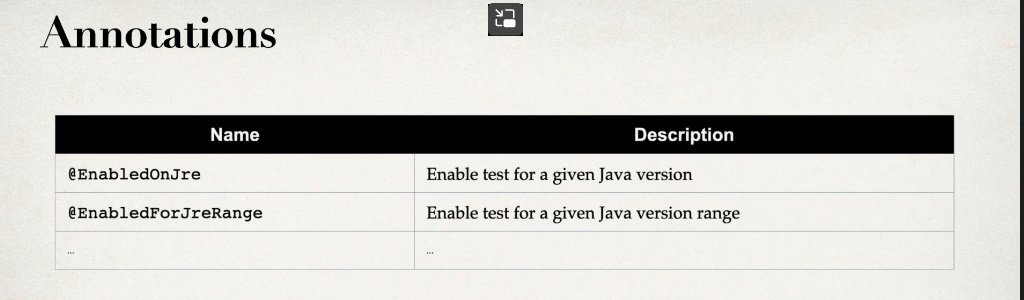 Annotations
Name Description
@EnabledOnJre Enable test for a given Java version
@EnabledForJreRange Enable test for a given Java version range
... ...